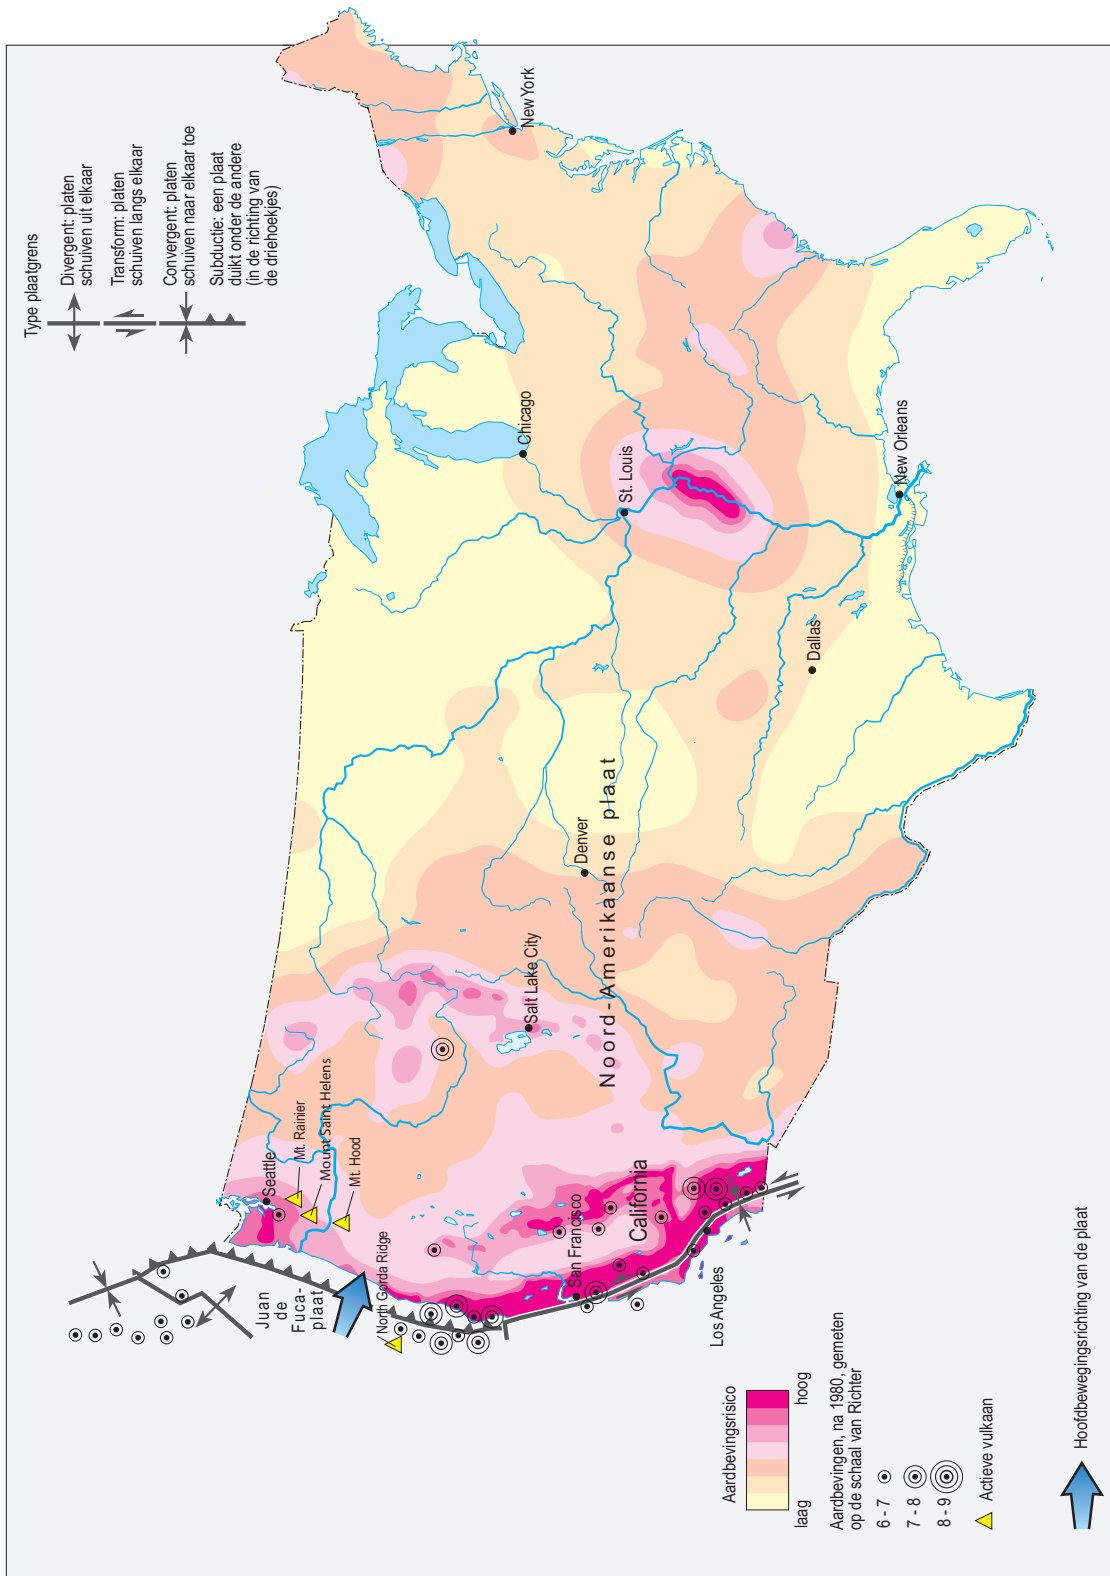 Type plaatgrens
Divergent: platen
schuiven uit elkaar
Transform: platen
schuiven langs elkaar
Convergent: platen
schuiven naar elkaar toe
Subductie: een plaat
duikt onder de andere
(in de richting van
de driehoekjes)
Seattle
Mt. Rainier
Mount Saint Helens
Mt. Hood
Juan
de
Fuca-
plaat
North Gorda Ridge
San Francisco
California
Los Angeles
Salt Lake City
Denver
Noord-Amerikaanse plaat
Dallas
Chicago
St. Louis
New Orleans
New York
Aardbevingsrisico
laag
hoog
Aardbevingen, na 1980, gemeten
op de schaal van Richter
6 - 7
7 - 8
8 - 9
Actieve vulkaan
Hoofdbewegingsrichting van de plaat